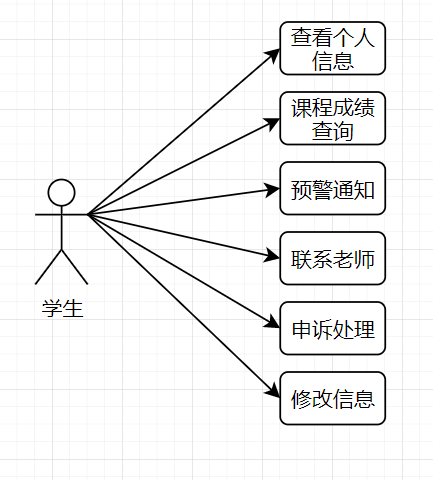 查看个人
信息
课程成绩
查询
预警通知
联系老师
学生
申诉处理
修改信息